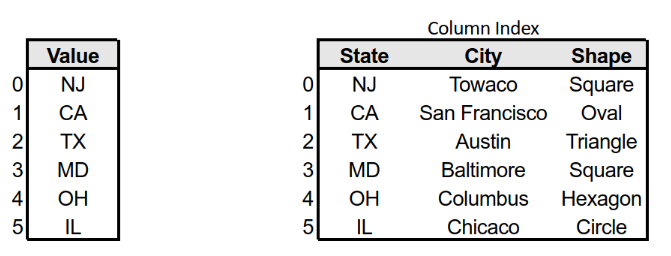 Column Index
Value State City Shape
0 NJ 0 NJ Towaco Square
1 CA 1 CA San Francisco Oval
2 TX 2 TX Austin Triangle
3 MD 3 MD Baltimore Square
4 OH 4 OH Columbus Hexagon
5 IL 5 IL Chicaco Circle